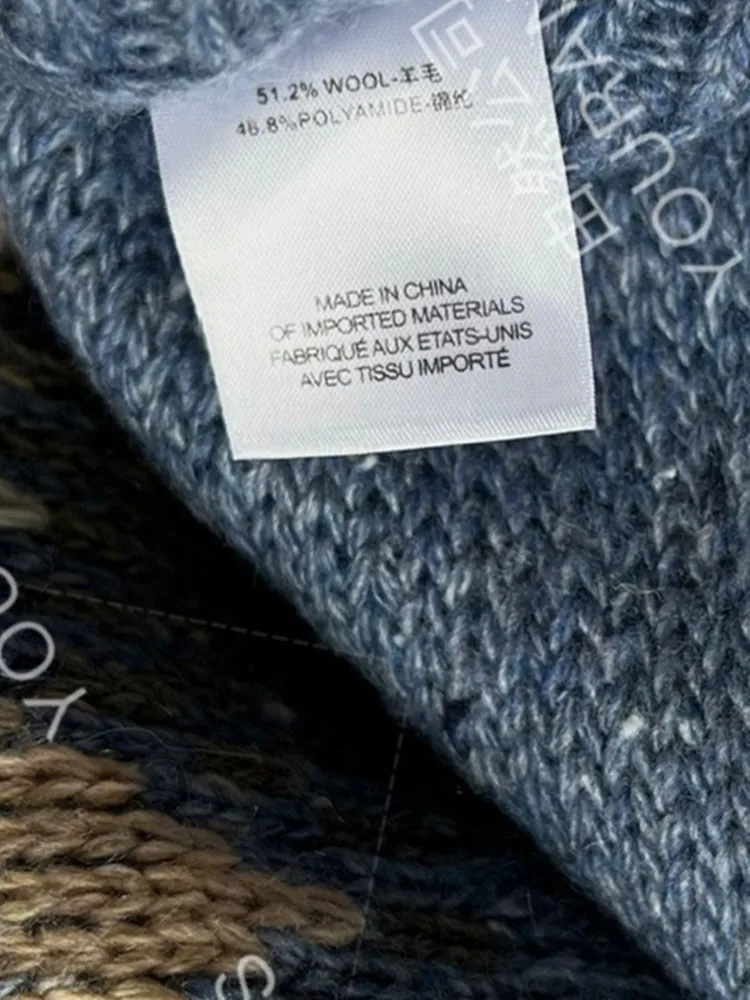 51.2% WOOL-羊毛
48.8%POLYAMIDE-锦纶
MADE IN CHINA
OF IMPORTED MATERIALS
FABRIQUÉ AUX ETATS-UNIS
AVEC TISSU IMPORTÉ